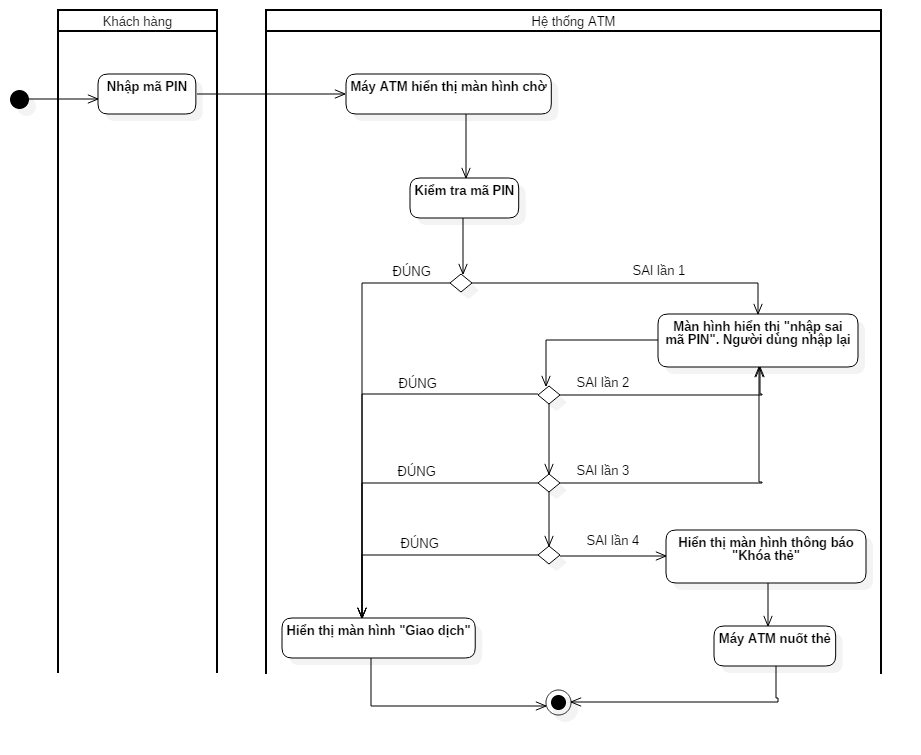 Khách hàng
Hệ thống ATM
Nhập mã PIN
Máy ATM hiển thị màn hình chờ
Kiểm tra mã PIN
ĐÚNG
SAI lần 1
Màn hình hiển thị "nhập sai
mã PIN". Người dùng nhập lại
ĐÚNG
SAI lần 2
ĐÚNG
SAI lần 3
ĐÚNG
SAI lần 4
Hiển thị màn hình thông báo
"Khóa thẻ"
Hiển thị màn hình "Giao dịch"
Máy ATM nuốt thẻ